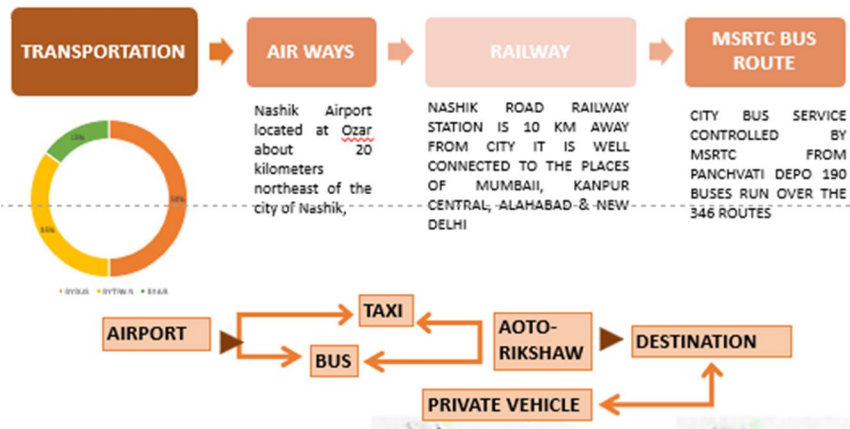 TRANSPORTATION
AIR WAYS
RAILWAY
MSRTC BUS
ROUTE
Nashik Airport
located at Ozar
about 20
kilometers
northeast of the
city of Nashik,
NASHIK ROAD RAILWAY
STATION IS 10 KM AWAY
FROM CITY IT IS WELL
CONNECTED TO THE PLACES
OF MUMBAII, KANPUR
CENTRAL, ALAHABAD & NEW
DELHI
CITY BUS SERVICE
CONTROLLED BY
MSRTC FROM
PANCHVATI DEPO 190
BUSES RUN OVER THE
346 ROUTES
50%
35%
15%
AIRPORT
TAXI
BUS
AOTO-
RIKSHAW
DESTINATION
PRIVATE VEHICLE